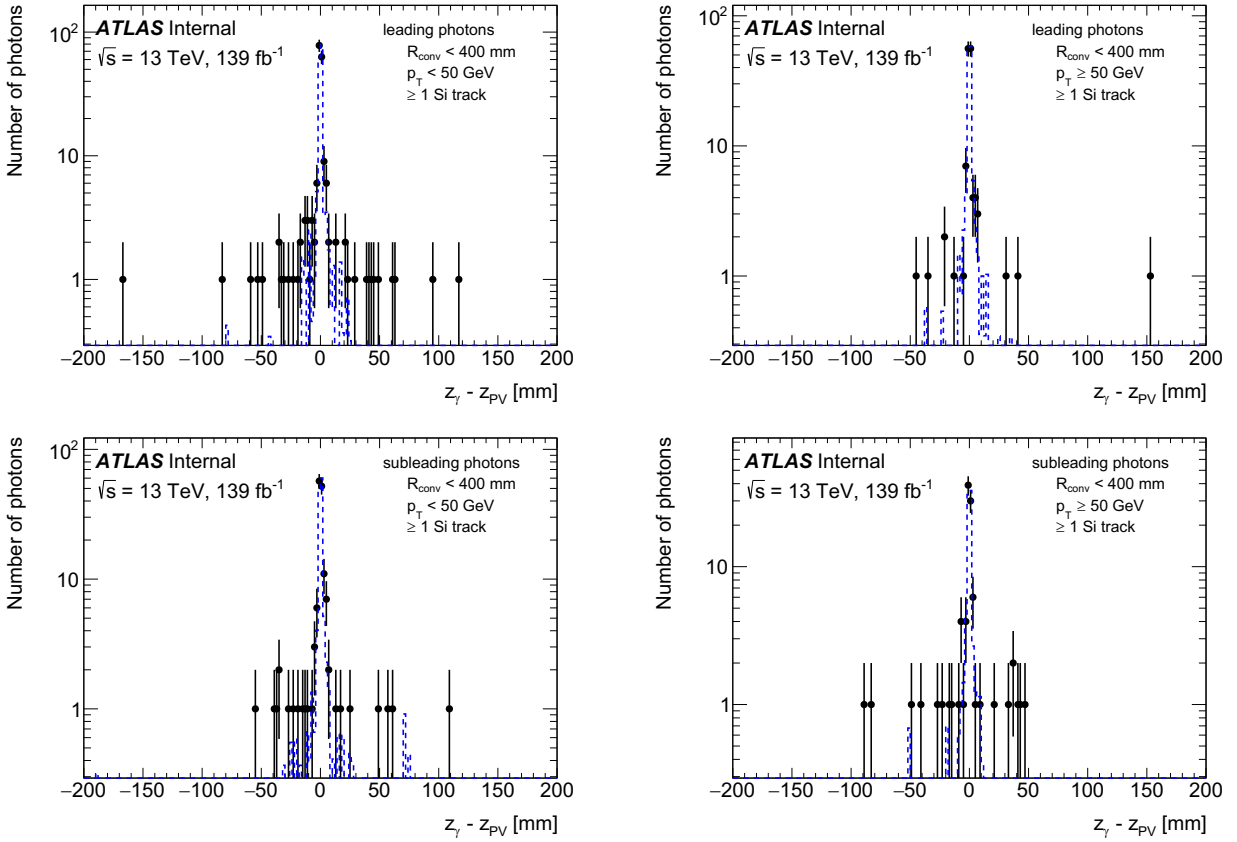 Number of photons
10²
10
1
ATLAS Internal
√s = 13 TeV, 139 fb⁻¹
leading photons
R_conv < 400 mm
p_T < 50 GeV
≥ 1 Si track
−200 −150 −100 −50 0 50 100 150 200
z_γ - z_PV [mm]
Number of photons
10²
10
1
ATLAS Internal
√s = 13 TeV, 139 fb⁻¹
leading photons
R_conv < 400 mm
p_T ≥ 50 GeV
≥ 1 Si track
−200 −150 −100 −50 0 50 100 150 200
z_γ - z_PV [mm]
Number of photons
10²
10
1
ATLAS Internal
√s = 13 TeV, 139 fb⁻¹
subleading photons
R_conv < 400 mm
p_T < 50 GeV
≥ 1 Si track
−200 −150 −100 −50 0 50 100 150 200
z_γ - z_PV [mm]
Number of photons
10
1
ATLAS Internal
√s = 13 TeV, 139 fb⁻¹
subleading photons
R_conv < 400 mm
p_T ≥ 50 GeV
≥ 1 Si track
−200 −150 −100 −50 0 50 100 150 200
z_γ - z_PV [mm]